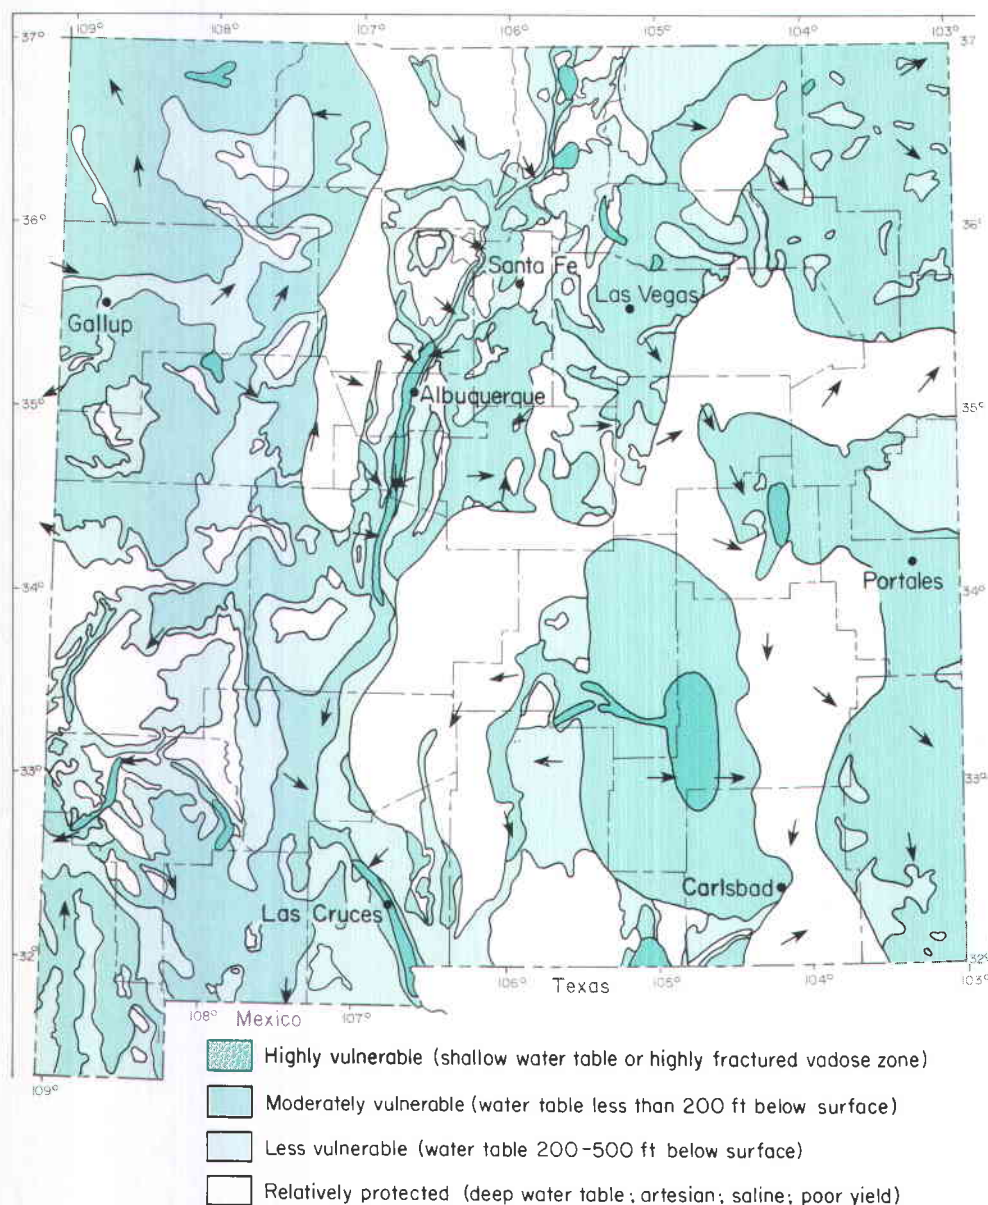 109° 108° 107° 106° 105° 104° 103°
37° 37
36° 36°
Santa Fe
Las Vegas
Gallup
Albuquerque
35° 35°
Portales
34° 34°
33° 33°
Carlsbad
Las Cruces
32° 32°
106° Texas 105° 104° 103°
108° Mexico 107°
109°
Highly vulnerable (shallow water table or highly fractured vadose zone)
Moderately vulnerable (water table less than 200 ft below surface)
Less vulnerable (water table 200-500 ft below surface)
Relatively protected (deep water table; artesian; saline; poor yield)